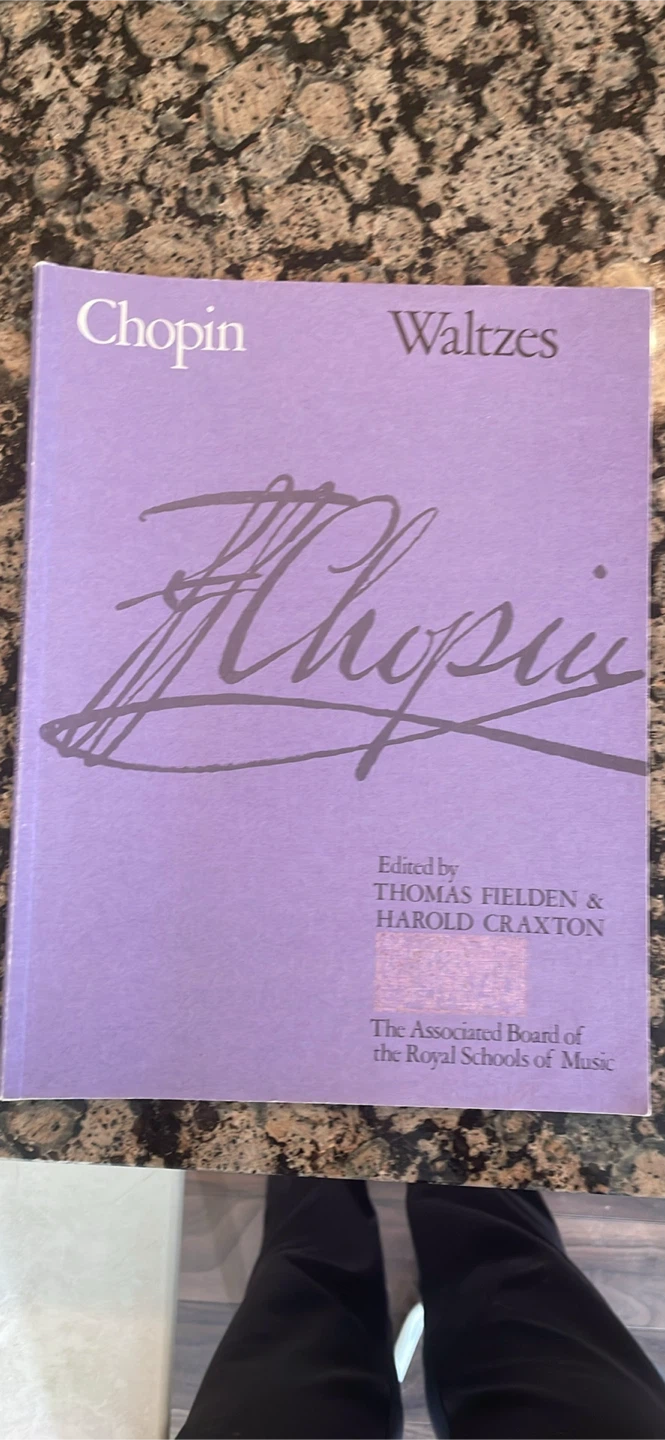 Chopin Waltzes
FChopin
Edited by
THOMAS FIELDEN &
HAROLD CRAXTON
The Associated Board of
the Royal Schools of Music